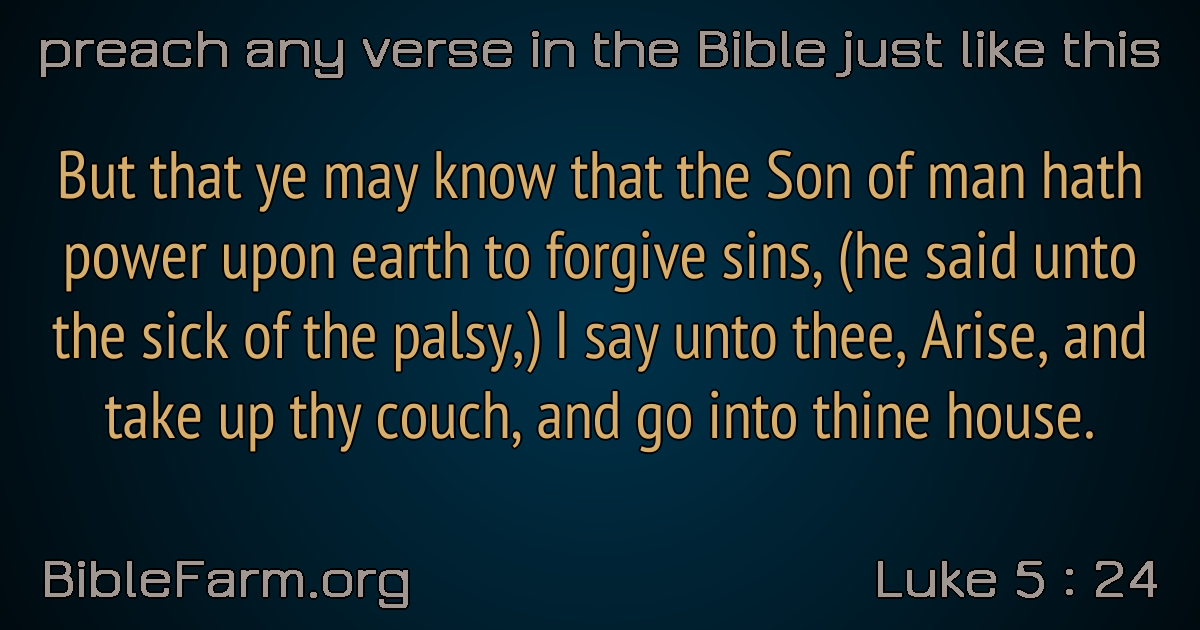 preach any verse in the Bible just like this
But that ye may know that the Son of man hath
power upon earth to forgive sins, (he said unto
the sick of the palsy,) I say unto thee, Arise, and
take up thy couch, and go into thine house.
BibleFarm.org
Luke 5 : 24